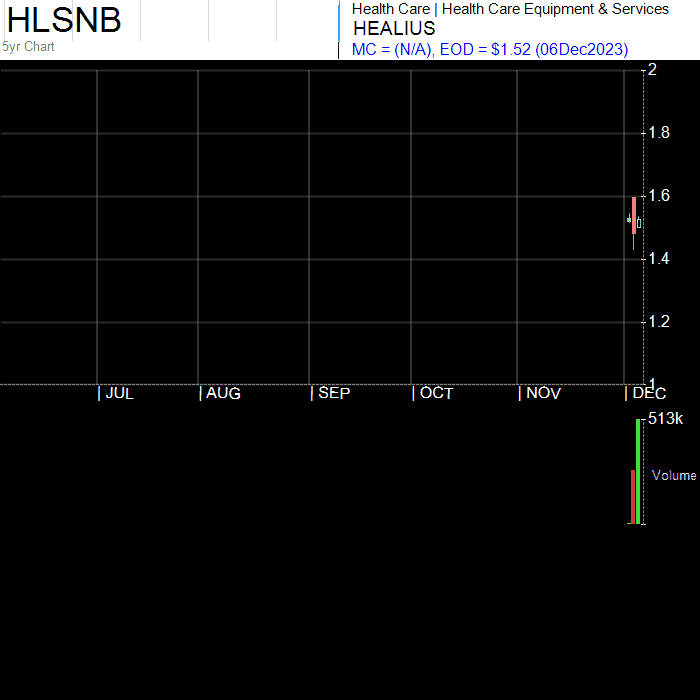 HLSNB
5yr Chart
Health Care | Health Care Equipment & Services
HEALIUS
MC = (N/A), EOD = $1.52 (06Dec2023)
2
1.8
1.6
1.4
1.2
1
| JUL | AUG | SEP | OCT | NOV | DEC
513k
Volume